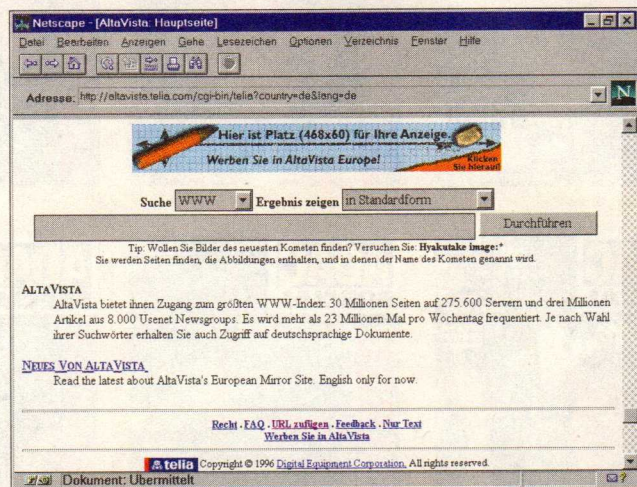 Netscape - [AltaVista: Hauptseite]
Datei Bearbeiten Anzeigen Gehe Lesezeichen Optionen Verzeichnis Fenster Hilfe
Adresse: http://altavista.telia.com/cgi-bin/telia?country=de&lang=de
N
Hier ist Platz (468x60) für Ihre Anzeige.
Werben Sie in AltaVista Europe!
Klicken
Sie hierauf!
Suche WWW Ergebnis zeigen in Standardform
Durchführen
Tip: Wollen Sie Bilder des neuesten Kometen finden? Versuchen Sie: Hyakutake image:*
Sie werden Seiten finden, die Abbildungen enthalten, und in denen der Name des Kometen genannt wird.
ALTAVISTA
AltaVista bietet ihnen Zugang zum größten WWW-Index: 30 Millionen Seiten auf 275.600 Servern und drei Millionen
Artikel aus 8.000 Usenet Newsgroups. Es wird mehr als 23 Millionen Mal pro Wochentag frequentiert. Je nach Wahl
ihrer Suchwörter erhalten Sie auch Zugriff auf deutschsprachige Dokumente.
NEUES VON ALTAVISTA
Read the latest about AltaVista's European Mirror Site. English only for now.
Recht . FAQ . URL zufügen . Feedback . Nur Text
Werben Sie in AltaVista
telia Copyright © 1996 Digital Equipment Corporation. All rights reserved.
Dokument: Übermittelt